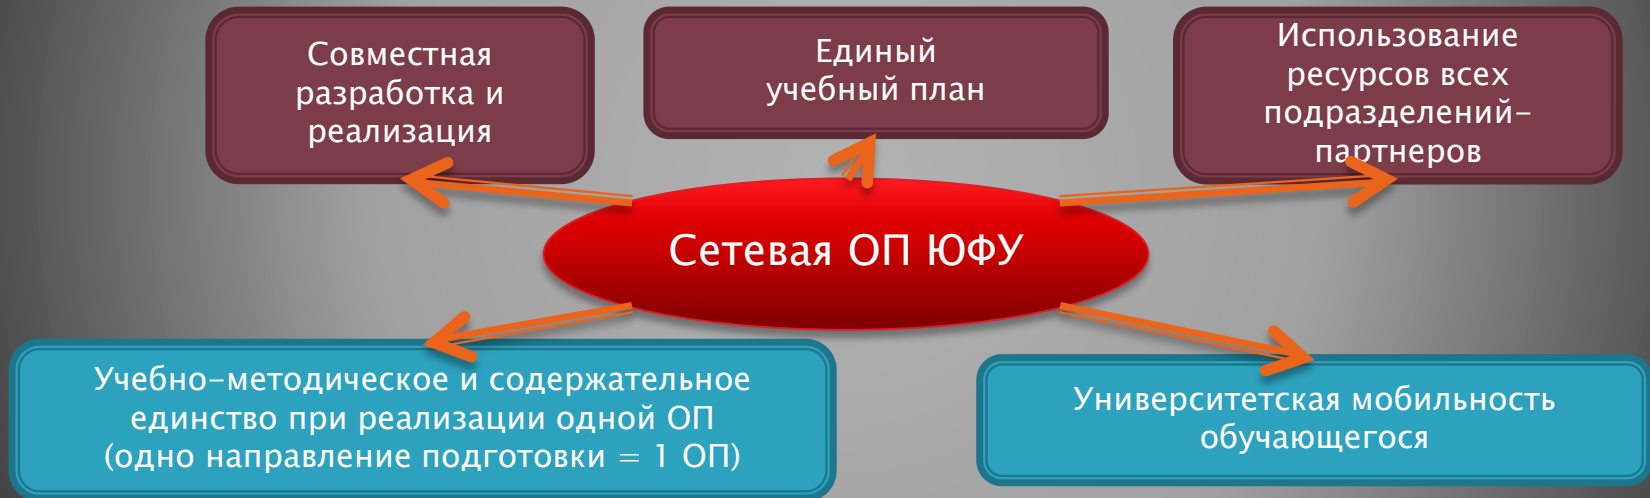 Совместная
разработка и
реализация
Единый
учебный план
Использование
ресурсов всех
подразделений-
партнеров
Сетевая ОП ЮФУ
Учебно-методическое и содержательное
единство при реализации одной ОП
(одно направление подготовки = 1 ОП)
Университетская мобильность
обучающегося